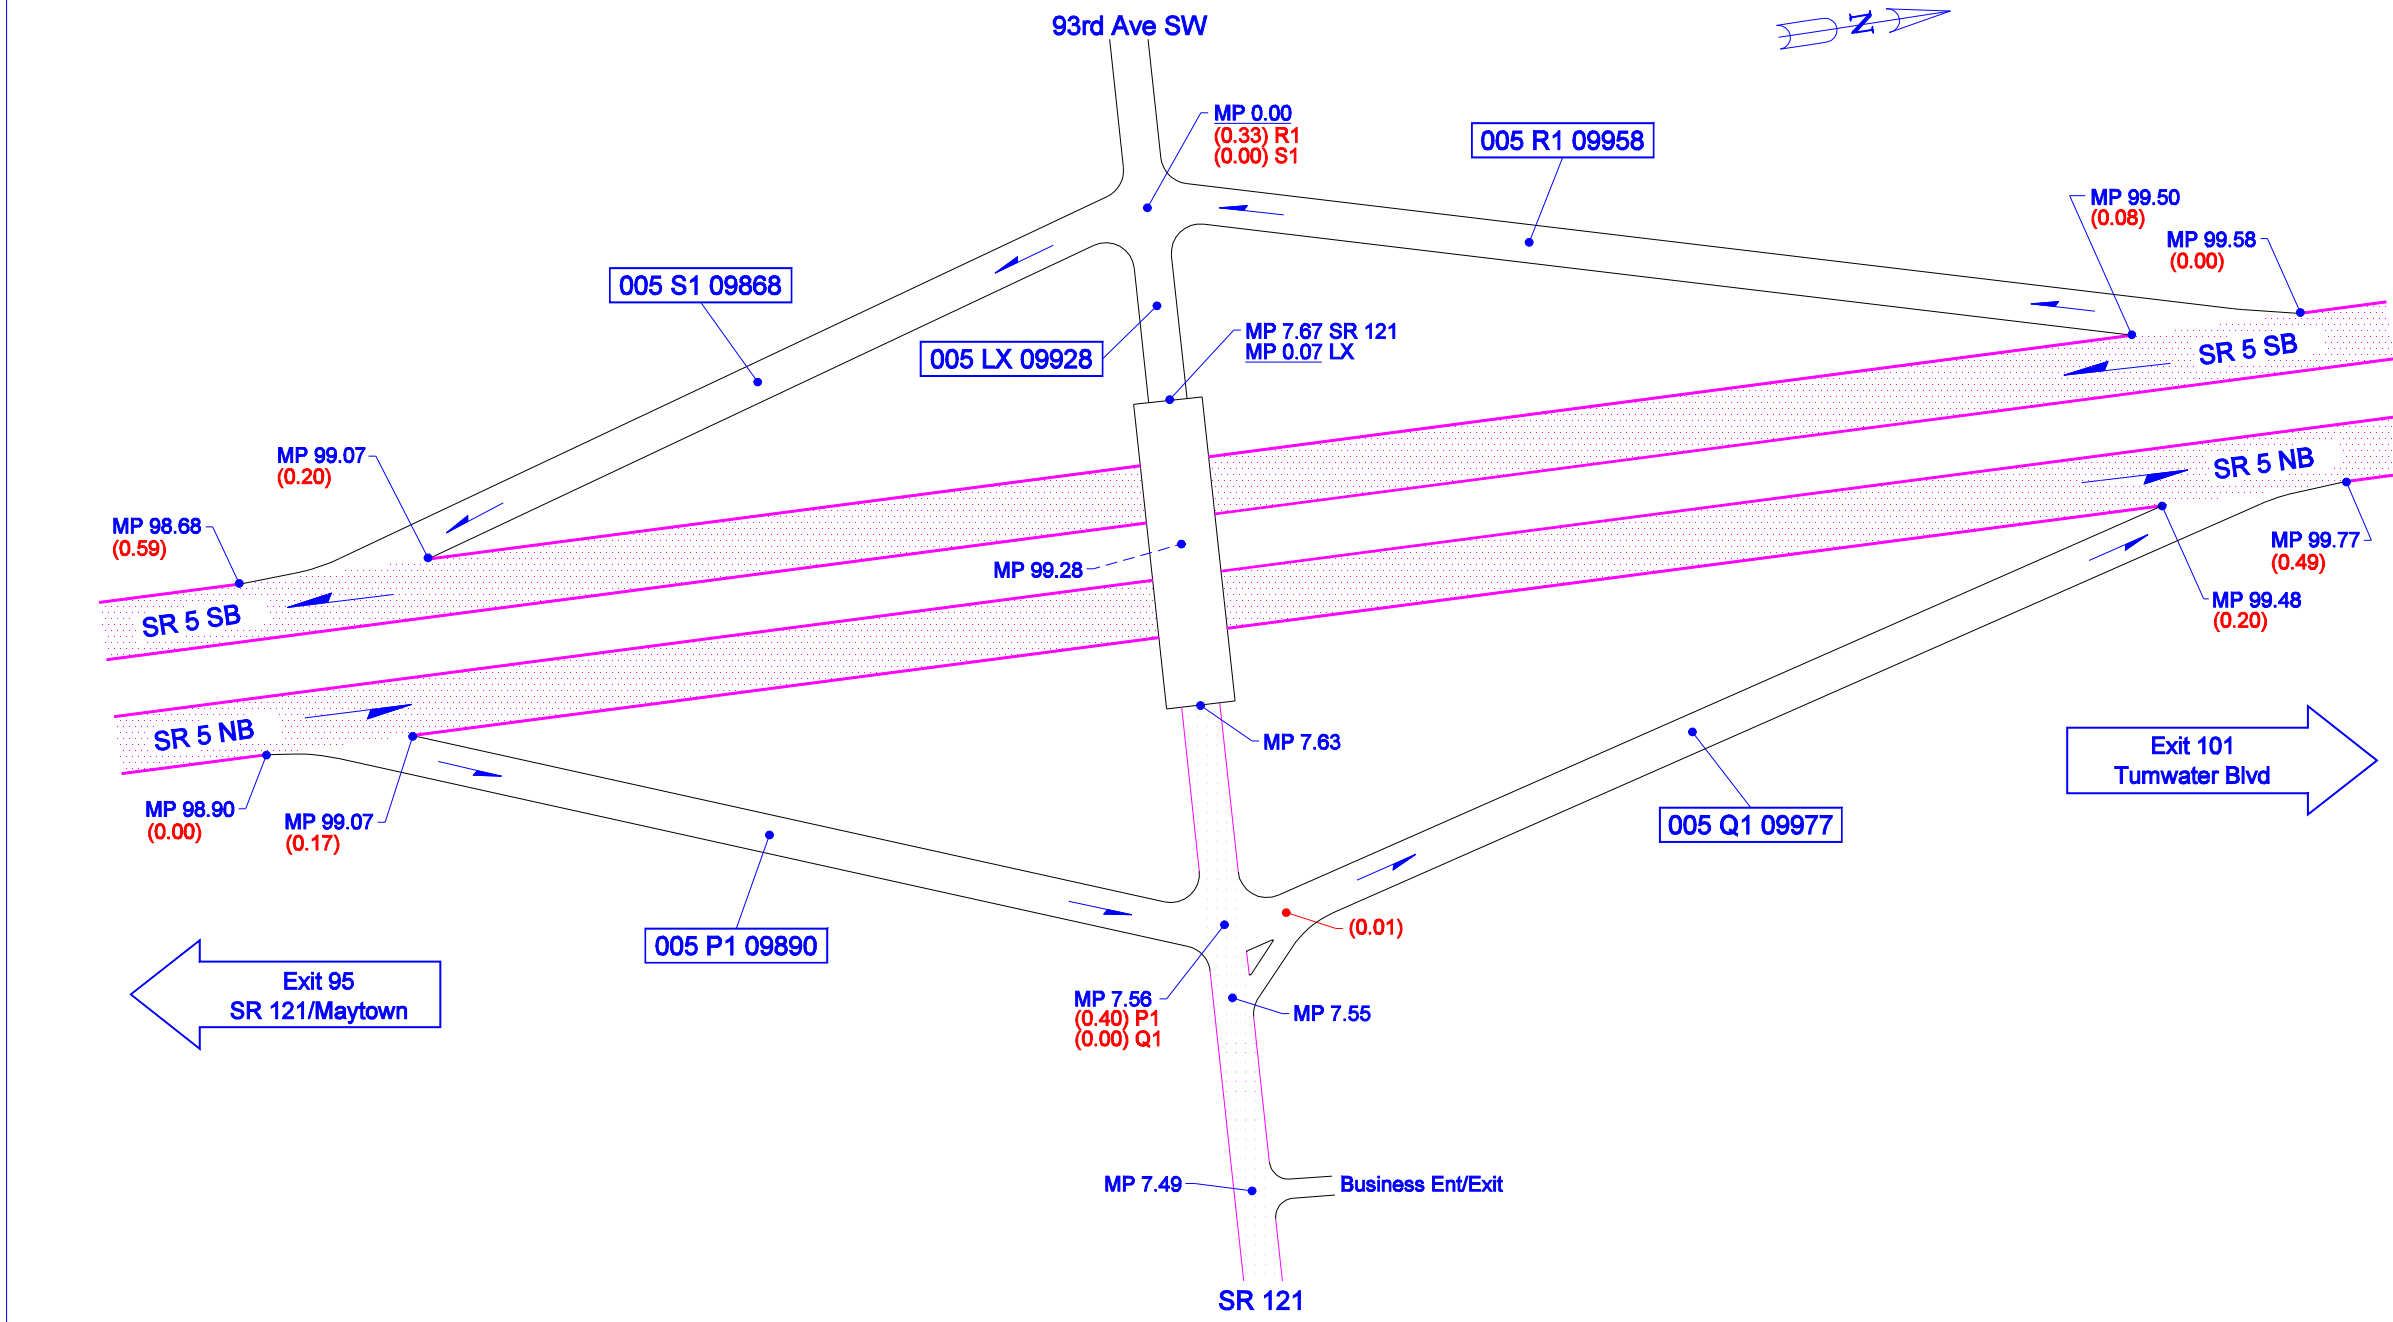 93rd Ave SW
N
MP 0.00
(0.33) R1
(0.00) S1
005 R1 09958
MP 99.50
(0.08)
MP 99.58
(0.00)
005 S1 09868
005 LX 09928
MP 7.67 SR 121
MP 0.07 LX
SR 5 SB
MP 99.07
(0.20)
SR 5 NB
MP 98.68
(0.59)
MP 99.28
MP 99.77
(0.49)
MP 99.48
(0.20)
SR 5 SB
SR 5 NB
MP 7.63
Exit 101
Tumwater Blvd
MP 98.90
(0.00)
MP 99.07
(0.17)
005 Q1 09977
005 P1 09890
(0.01)
Exit 95
SR 121/Maytown
MP 7.56
(0.40) P1
(0.00) Q1
MP 7.55
MP 7.49
Business Ent/Exit
SR 121